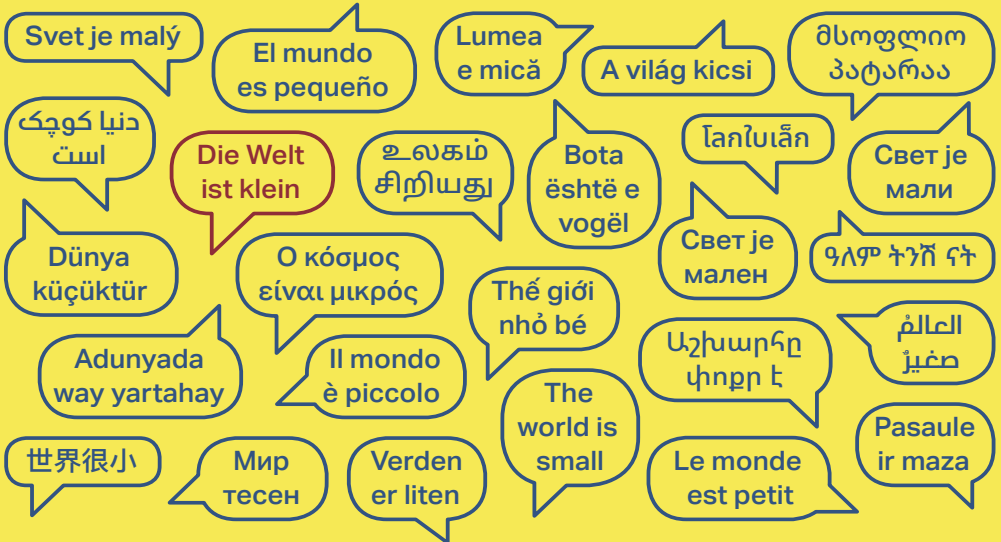 Svet je malý
El mundo
es pequeño
Lumea
e mică
A világ kicsi
მსოფლიო
პატარაა
دنیا کوچک
است
Die Welt
ist klein
உலகம்
சிறியது
Bota
është e
vogël
โลกใบเล็ก
Свет је
мали
Dünya
küçüktür
Ο κόσμος
είναι μικρός
Свет је
мален
ዓለም ትንሽ ናት
Thế giới
nhỏ bé
Adunyada
way yartahay
Il mondo
è piccolo
Աշխարհը
փոքր է
العالمُ
صغيرٌ
The
world is
small
Pasaule
ir maza
世界很小
Мир
тесен
Verden
er liten
Le monde
est petit